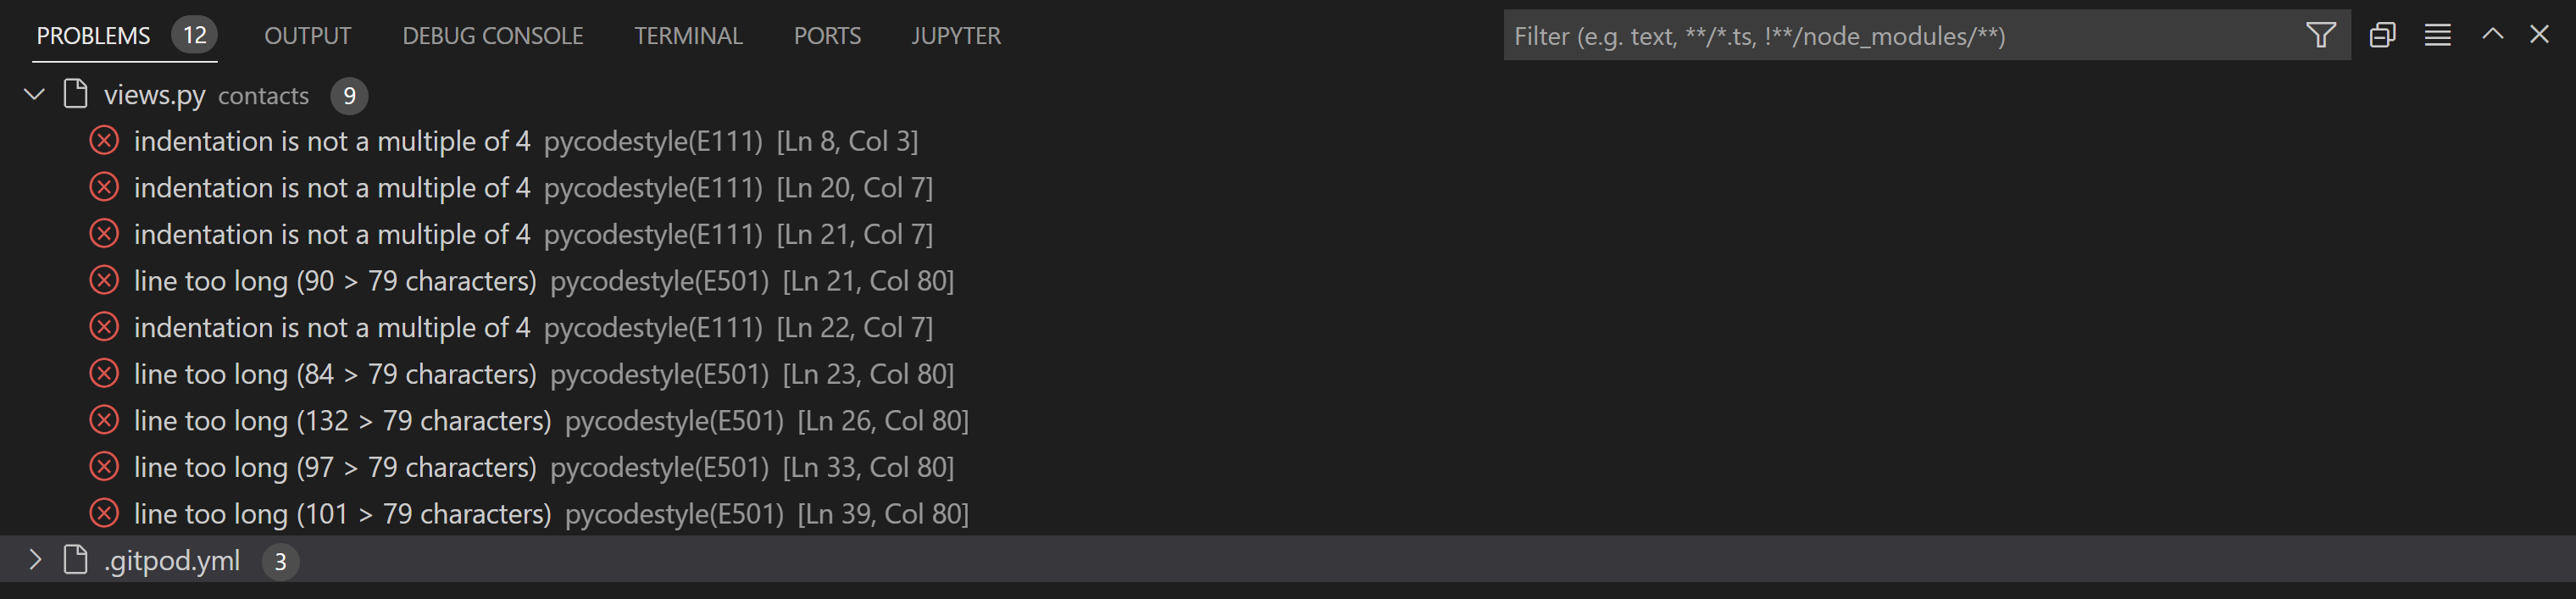 PROBLEMS 12 OUTPUT DEBUG CONSOLE TERMINAL PORTS JUPYTER Filter (e.g. text, **/*.ts, !**/node_modules/**)
views.py contacts 9
indentation is not a multiple of 4 pycodestyle(E111) [Ln 8, Col 3]
indentation is not a multiple of 4 pycodestyle(E111) [Ln 20, Col 7]
indentation is not a multiple of 4 pycodestyle(E111) [Ln 21, Col 7]
line too long (90 > 79 characters) pycodestyle(E501) [Ln 21, Col 80]
indentation is not a multiple of 4 pycodestyle(E111) [Ln 22, Col 7]
line too long (84 > 79 characters) pycodestyle(E501) [Ln 23, Col 80]
line too long (132 > 79 characters) pycodestyle(E501) [Ln 26, Col 80]
line too long (97 > 79 characters) pycodestyle(E501) [Ln 33, Col 80]
line too long (101 > 79 characters) pycodestyle(E501) [Ln 39, Col 80]
.gitpod.yml 3